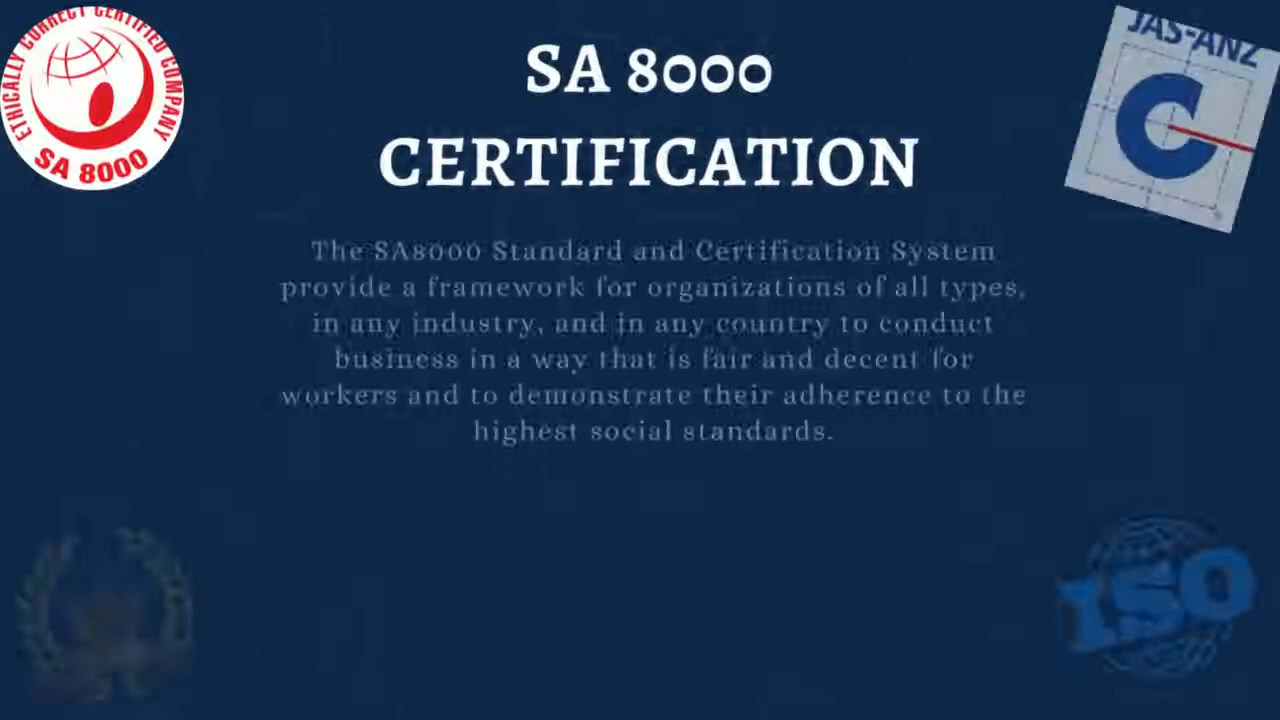 ETHICALLY CORRECT CERTIFIED COMPANY
SA 8000
JAS-ANZ
C
SA 8000
CERTIFICATION
The SA8000 Standard and Certification System
provide a framework for organizations of all types,
in any industry, and in any country to conduct
business in a way that is fair and decent for
workers and to demonstrate their adherence to the
highest social standards.
ISO